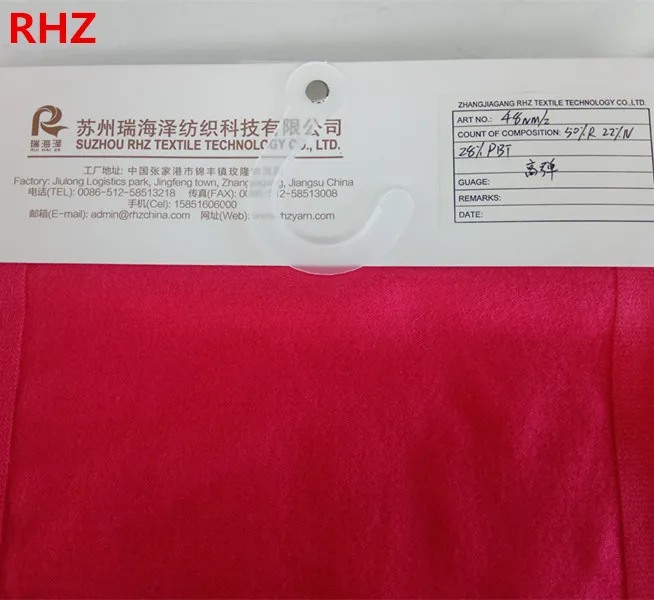 RHZ
瑞海泽
RUI HAI ZE
苏州瑞海泽纺织科技有限公司
SUZHOU RHZ TEXTILE TECHNOLOGY CO., LTD.
工厂地址: 中国张家港市锦丰镇玫隆
Factory: Jiulong Logistics park, Jingfeng town, Jiangsu China
电话(TEL): 0086-512-58513218 传真(FAX): 512-58513008
手机(Cel): 15851606000
邮箱(E-mail): admin@rhzchina.com 网址(Web):
ZHANGJIAGANG RHZ TEXTILE TECHNOLOGY CO.,LTD.
ART NO.: 48NM/2
COUNT OF COMPOSITION: 50%R 22%N
28% PBT
高弹
GUAGE:
REMARKS:
DATE: